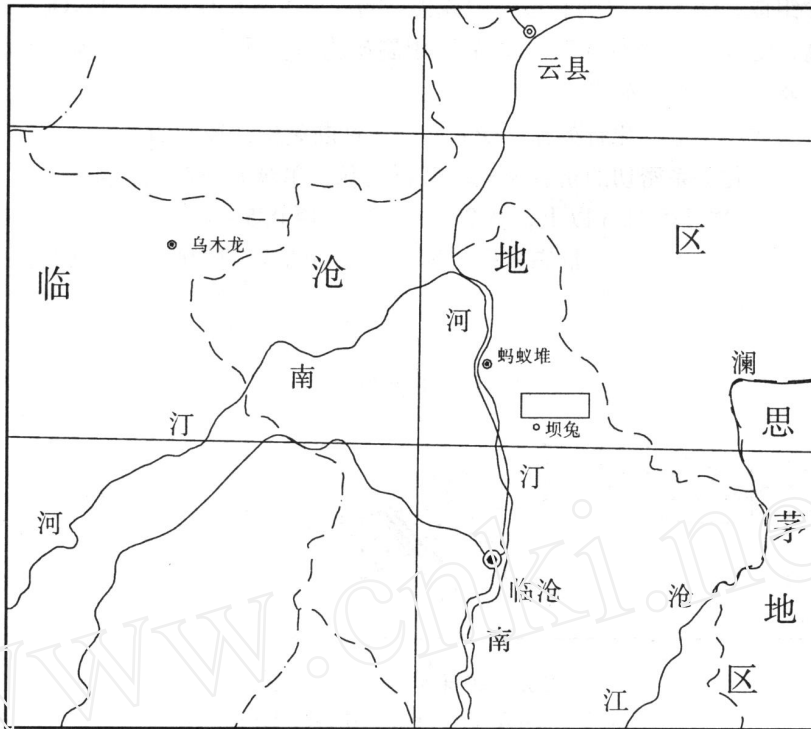 云县
临沧地区
乌木龙
南汀河
蚂蚁堆
坝兔
南汀河
临沧
澜沧江
思茅地区
www.cnki.ne